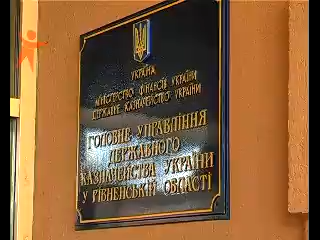 УКРАЇНА
МІНІСТЕРСТВО ФІНАНСІВ УКРАЇНИ
ДЕРЖАВНЕ КАЗНАЧЕЙСТВО УКРАЇНИ
ГОЛОВНЕ УПРАВЛІННЯ
ДЕРЖАВНОГО
КАЗНАЧЕЙСТВА УКРАЇНИ
У РІВНЕНСЬКІЙ ОБЛАСТІ